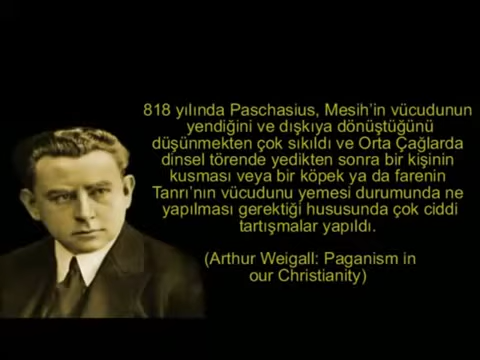 818 yılında Paschasius, Mesih'in vücudunun
yendiğini ve dışkıya dönüştüğünü
düşünmekten çok sıkıldı ve Orta Çağlarda
dinsel törende yedikten sonra bir kişinin
kusması veya bir köpek ya da farenin
Tanrı'nın vücudunu yemesi durumunda ne
yapılması gerektiği hususunda çok ciddi
tartışmalar yapıldı.
(Arthur Weigall: Paganism in
our Christianity)